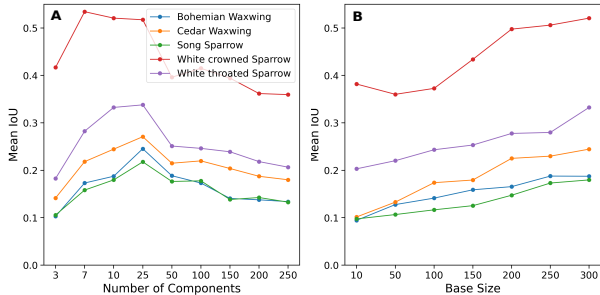 A
Bohemian Waxwing
Cedar Waxwing
Song Sparrow
White crowned Sparrow
White throated Sparrow
Mean IoU
0.5
0.4
0.3
0.2
0.1
0.0
3 7 10 25 50 100 150 200 250
Number of Components
B
Mean IoU
0.5
0.4
0.3
0.2
0.1
0.0
10 50 100 150 200 250 300
Base Size